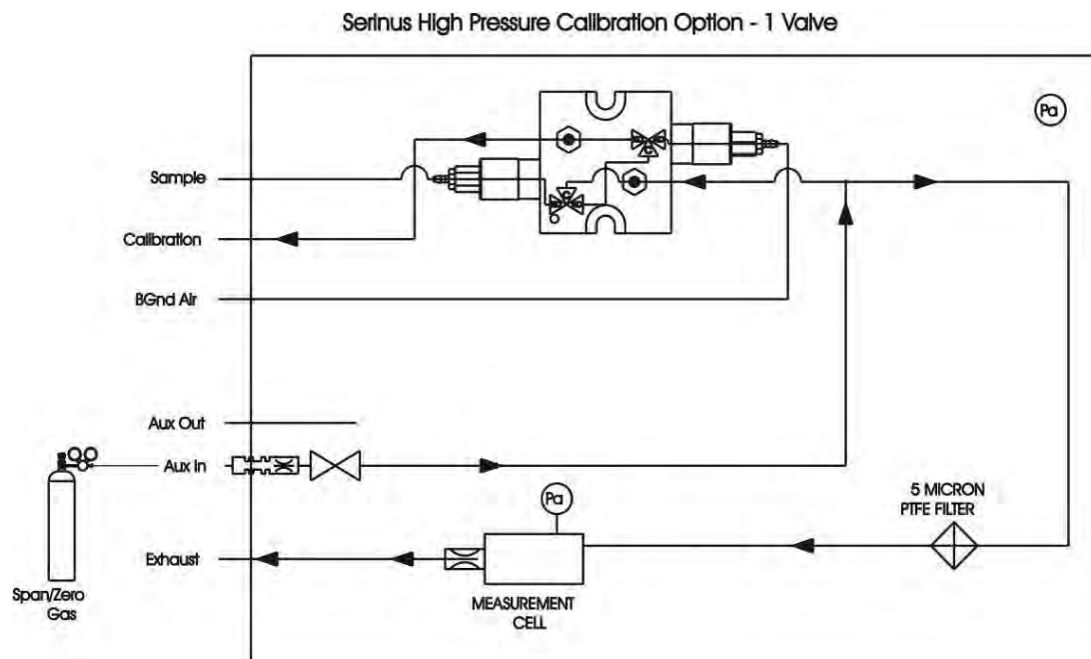 Serinus High Pressure Calibration Option - 1 Valve
Pa
Sample
Calibration
BGnd Air
Aux Out
Aux In
Pa
5 MICRON
PTFE FILTER
Exhaust
Span/Zero
Gas
MEASUREMENT
CELL